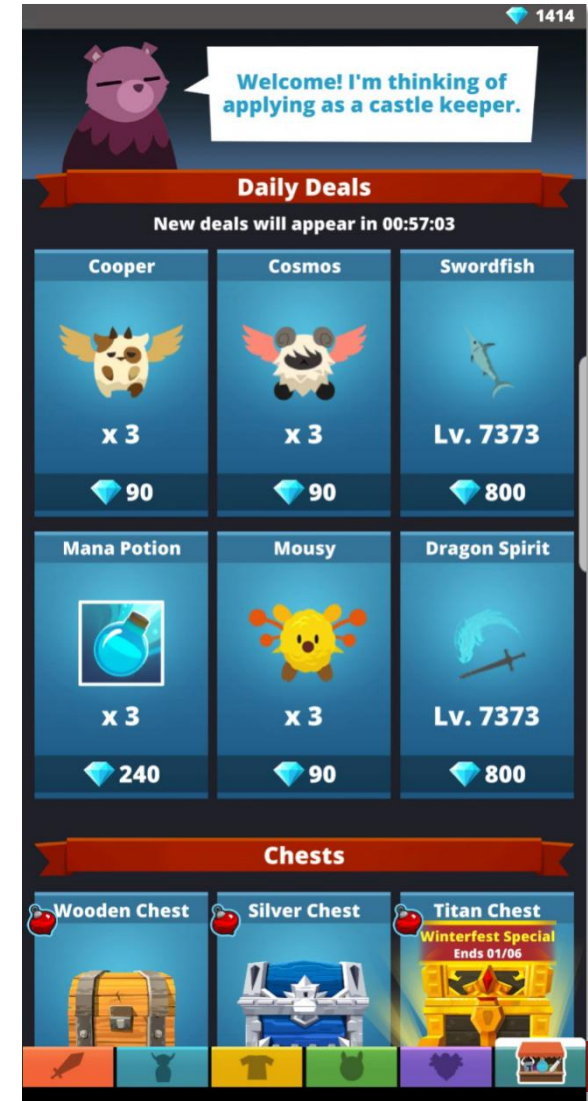 1414
Welcome! I'm thinking of
applying as a castle keeper.
Daily Deals
New deals will appear in 00:57:03
Cooper
x 3
90
Cosmos
x 3
90
Swordfish
Lv. 7373
800
Mana Potion
x 3
240
Mousy
x 3
90
Dragon Spirit
Lv. 7373
800
Chests
Wooden Chest
Silver Chest
Titan Chest
Winterfest Special
Ends 01/06